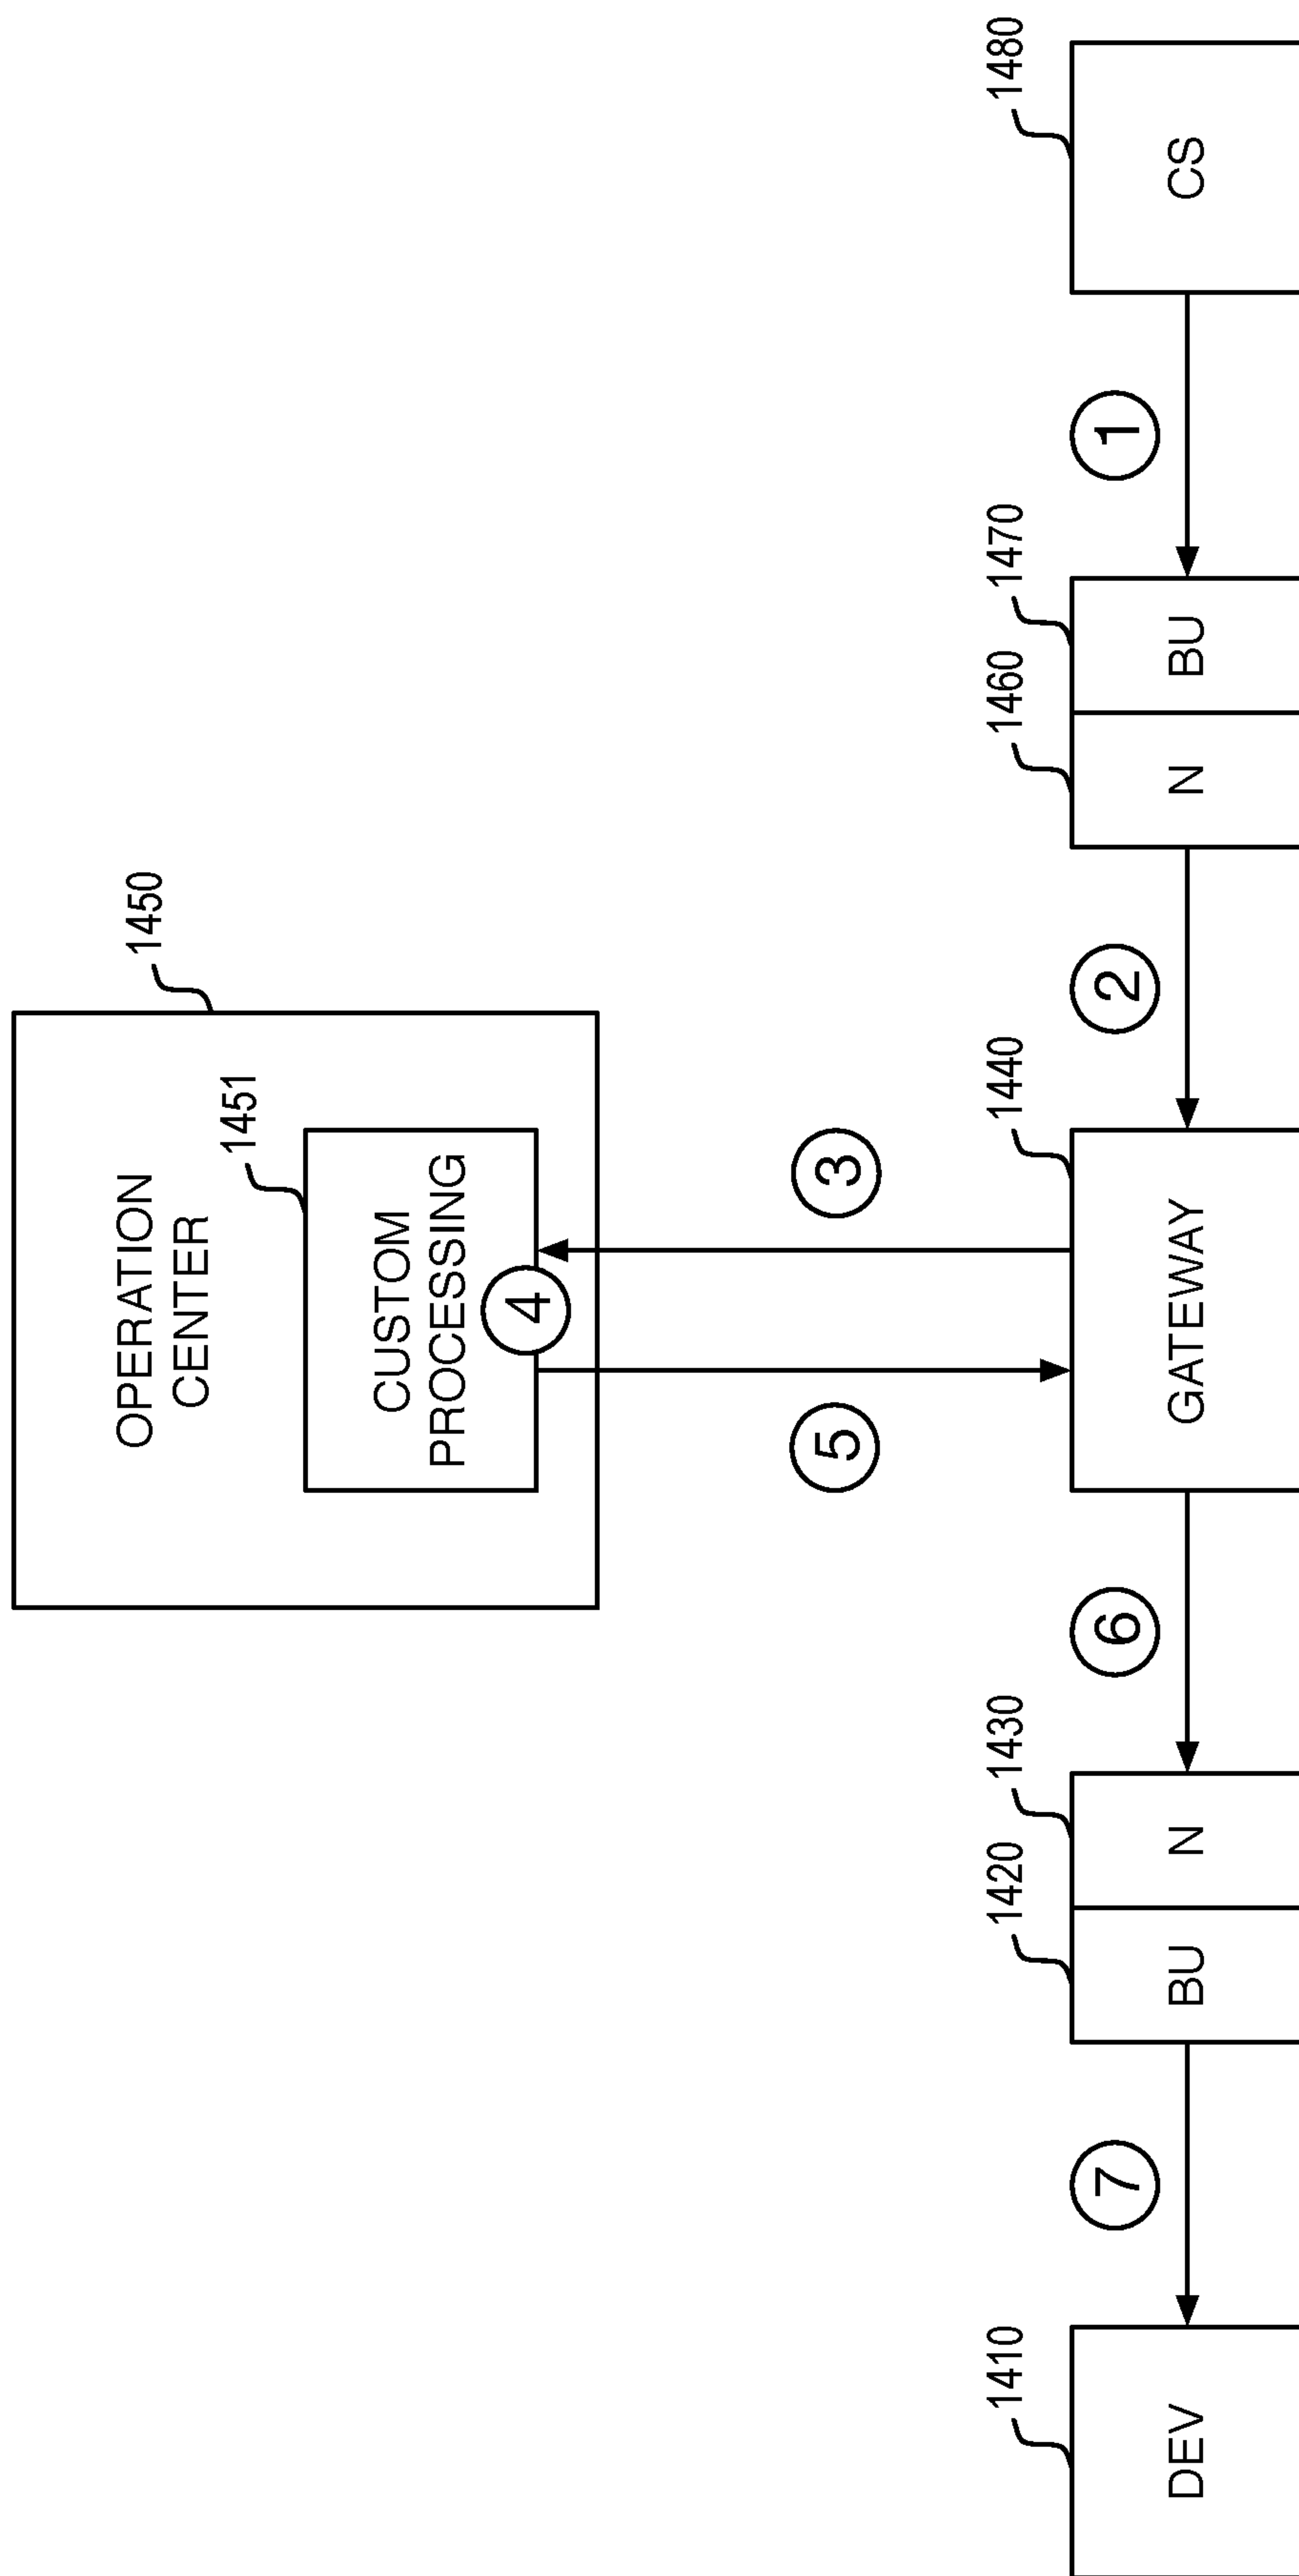 OPERATION
CENTER
1450
1451
CUSTOM
PROCESSING
4
5
3
1410
1420
1430
1440
1460
1470
1480
7
6
2
1
DEV
BU
N
GATEWAY
N
BU
CS